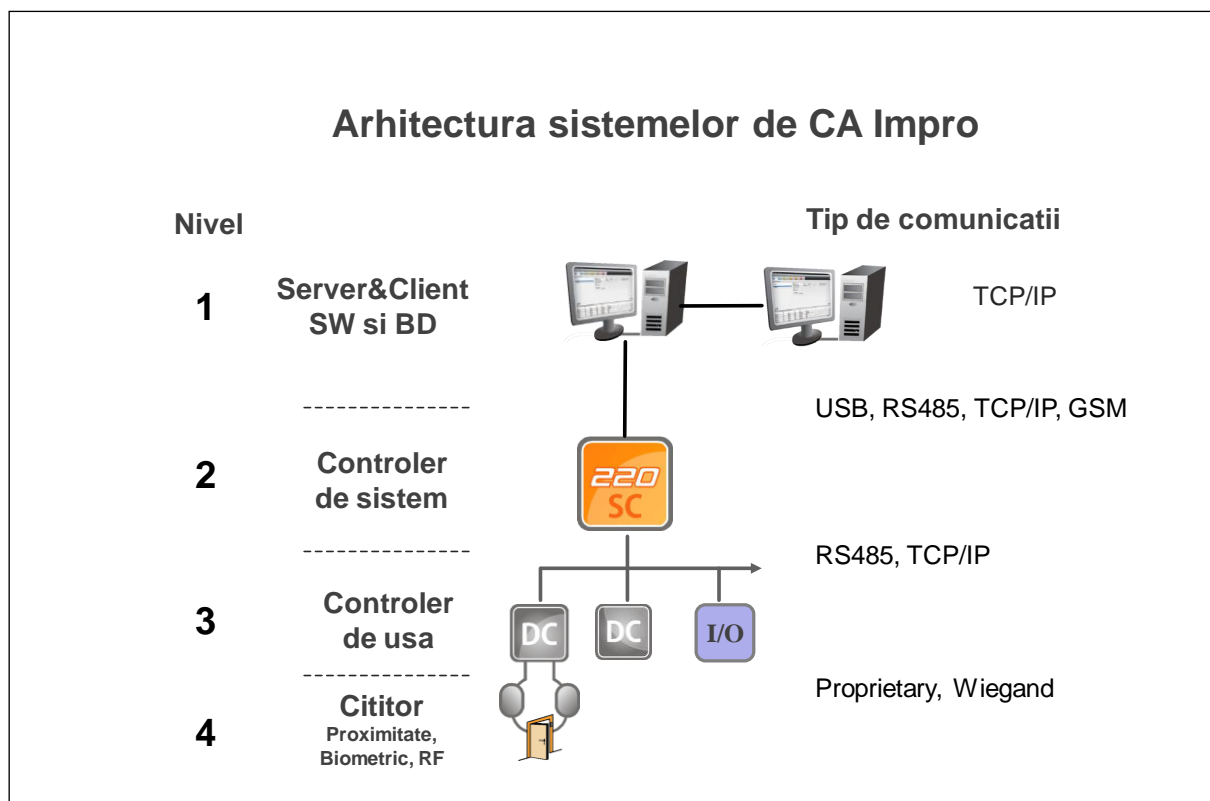 Arhitectura sistemelor de CA Impro
Nivel
Tip de comunicatii
1
Server&Client
SW si BD
TCP/IP
USB, RS485, TCP/IP, GSM
2
Controler
de sistem
220
SC
RS485, TCP/IP
3
Controler
de usa
DC
DC
I/O
Proprietary, Wiegand
4
Cititor
Proximitate,
Biometric, RF